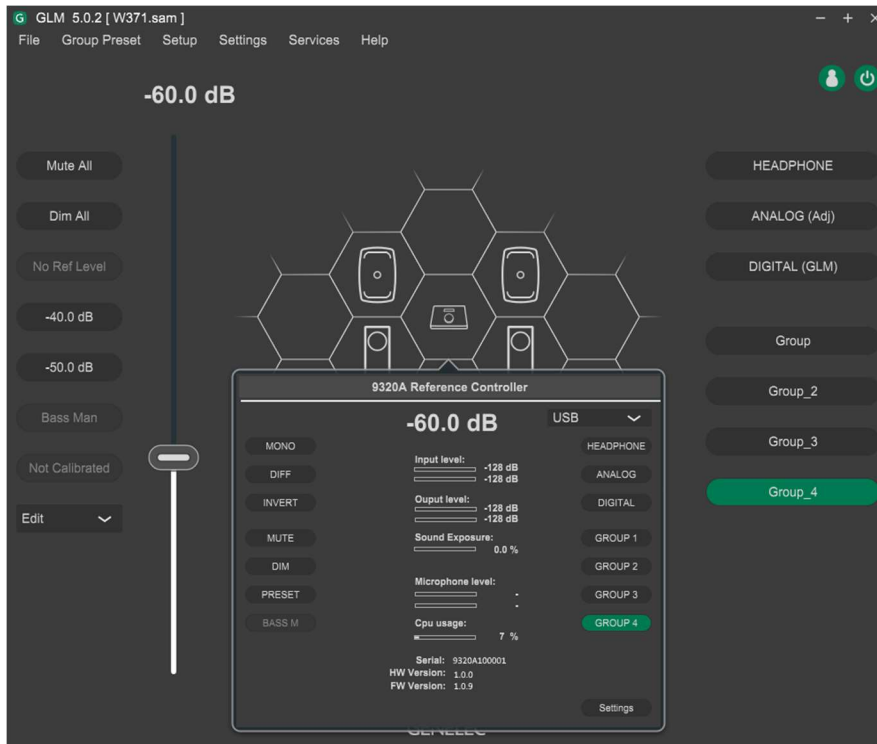 G GLM 5.0.2 [ W371.sam ]
File Group Preset Setup Settings Services Help
-60.0 dB
Mute All
Dim All
No Ref Level
-40.0 dB
-50.0 dB
Bass Man
Not Calibrated
Edit
HEADPHONE
ANALOG (Adj)
DIGITAL (GLM)
Group
Group_2
Group_3
Group_4
9320A Reference Controller
-60.0 dB
USB
MONO
DIFF
INVERT
MUTE
DIM
PRESET
BASS M
Input level:
-128 dB
-128 dB
Ouput level:
-128 dB
-128 dB
Sound Exposure:
0.0 %
Microphone level:
-
-
Cpu usage:
7 %
Serial: 9320A100001
HW Version: 1.0.0
FW Version: 1.0.9
HEADPHONE
ANALOG
DIGITAL
GROUP 1
GROUP 2
GROUP 3
GROUP 4
Settings